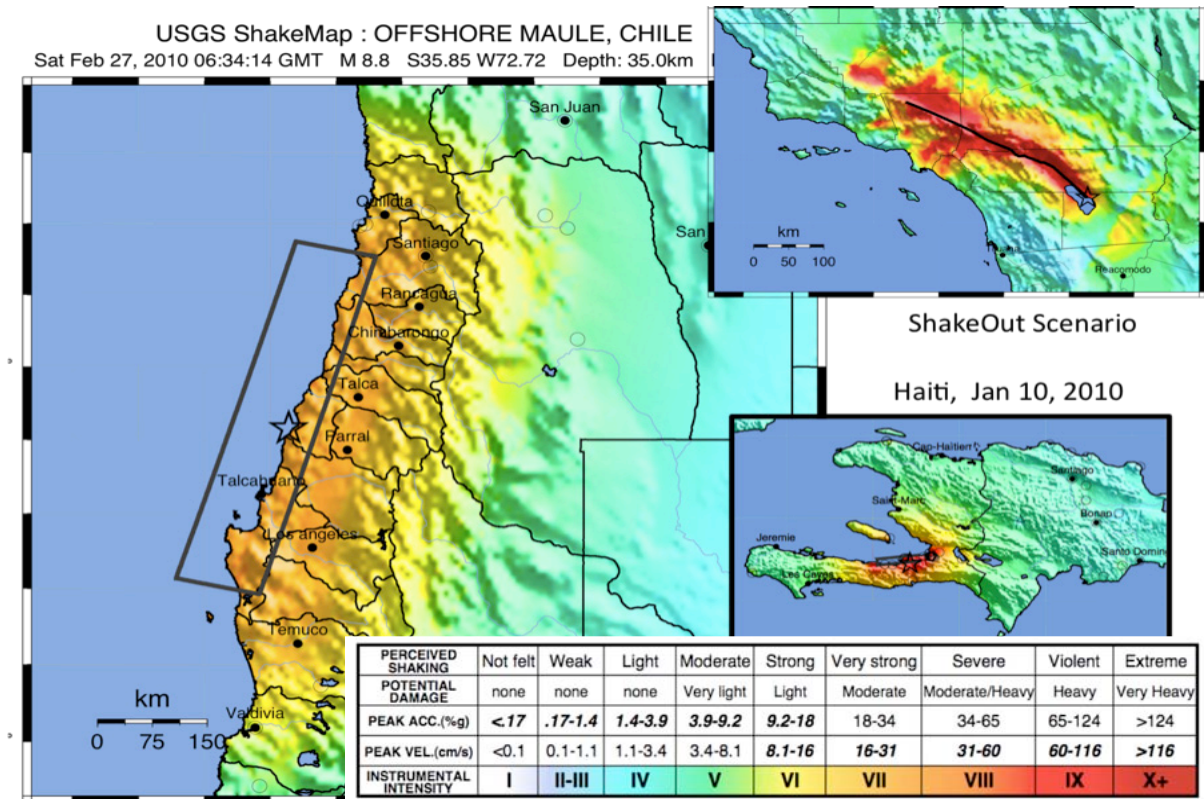 USGS ShakeMap : OFFSHORE MAULE, CHILE
Sat Feb 27, 2010 06:34:14 GMT M 8.8 S35.85 W72.72 Depth: 35.0km
San Juan
Quillota
Santiago
San
Rancagua
Chimbarongo
Talca
Parral
Talcahuano
Los angeles
Temuco
Valdivia
km
0 75 150
km
0 50 100
ShakeOut Scenario
Haiti, Jan 10, 2010
Cap-Haitien
Santiago
Saint-Marc
Bonao
Jeremie
Santo Domin
Les Cayes
PERCEIVED SHAKING Not felt Weak Light Moderate Strong Very strong Severe Violent Extreme
POTENTIAL DAMAGE none none none Very light Light Moderate Moderate/Heavy Heavy Very Heavy
PEAK ACC.(%g) <.17 .17-1.4 1.4-3.9 3.9-9.2 9.2-18 18-34 34-65 65-124 >124
PEAK VEL.(cm/s) <0.1 0.1-1.1 1.1-3.4 3.4-8.1 8.1-16 16-31 31-60 60-116 >116
INSTRUMENTAL INTENSITY I II-III IV V VI VII VIII IX X+